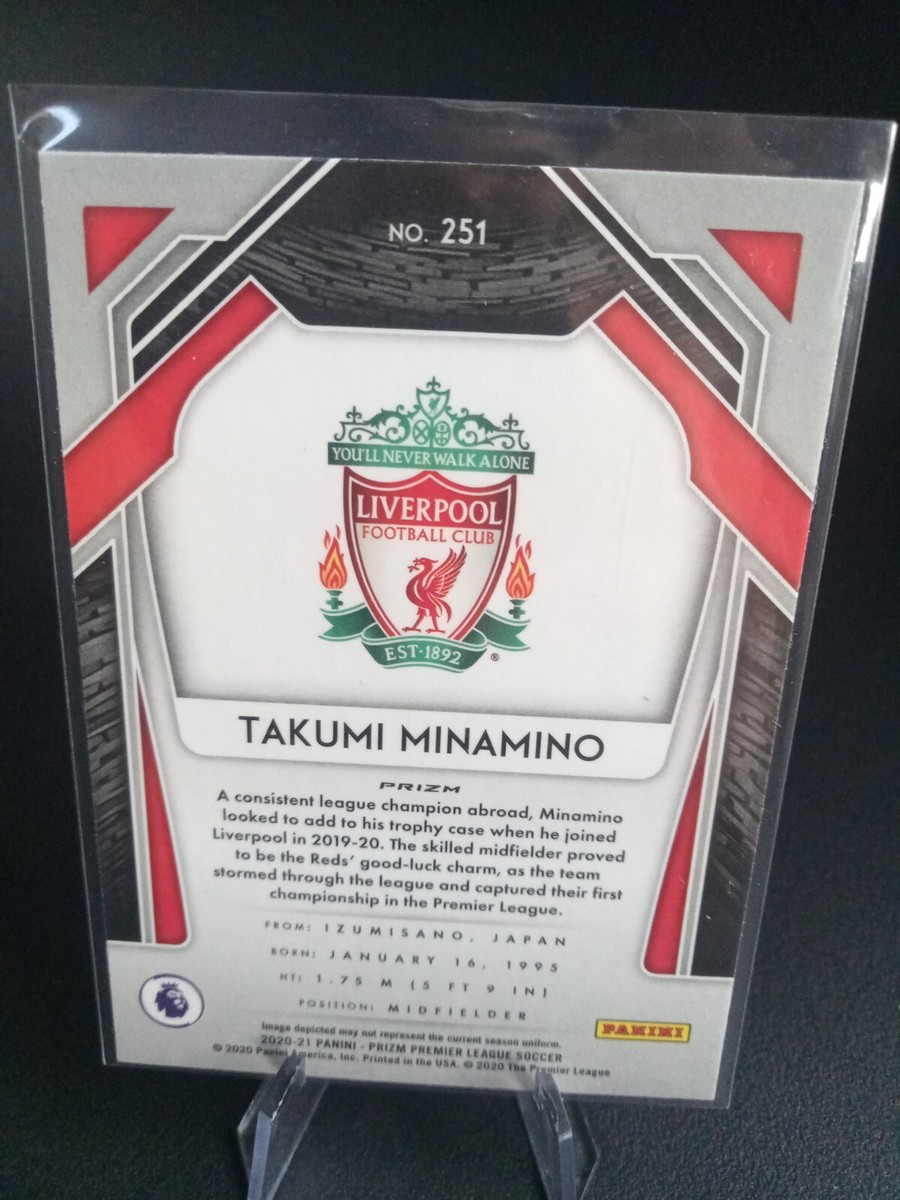 NO. 251
YOU'LL NEVER WALK ALONE
LIVERPOOL
FOOTBALL CLUB
EST·1892 ®
TAKUMI MINAMINO
PRIZM
A consistent league champion abroad, Minamino
looked to add to his trophy case when he joined
Liverpool in 2019-20. The skilled midfielder proved
to be the Reds' good-luck charm, as the team
stormed through the league and captured their first
championship in the Premier League.
FROM: IZUMISANO, JAPAN
BORN: JANUARY 16, 1995
HT: 1.75 M (5 FT 9 IN)
POSITION: MIDFIELDER
PANINI
Image depicted may not represent the current season uniform.
2020-21 PANINI - PRIZM PREMIER LEAGUE SOCCER
© 2020 Panini America, Inc. Printed in the USA. © 2020 The Premier League